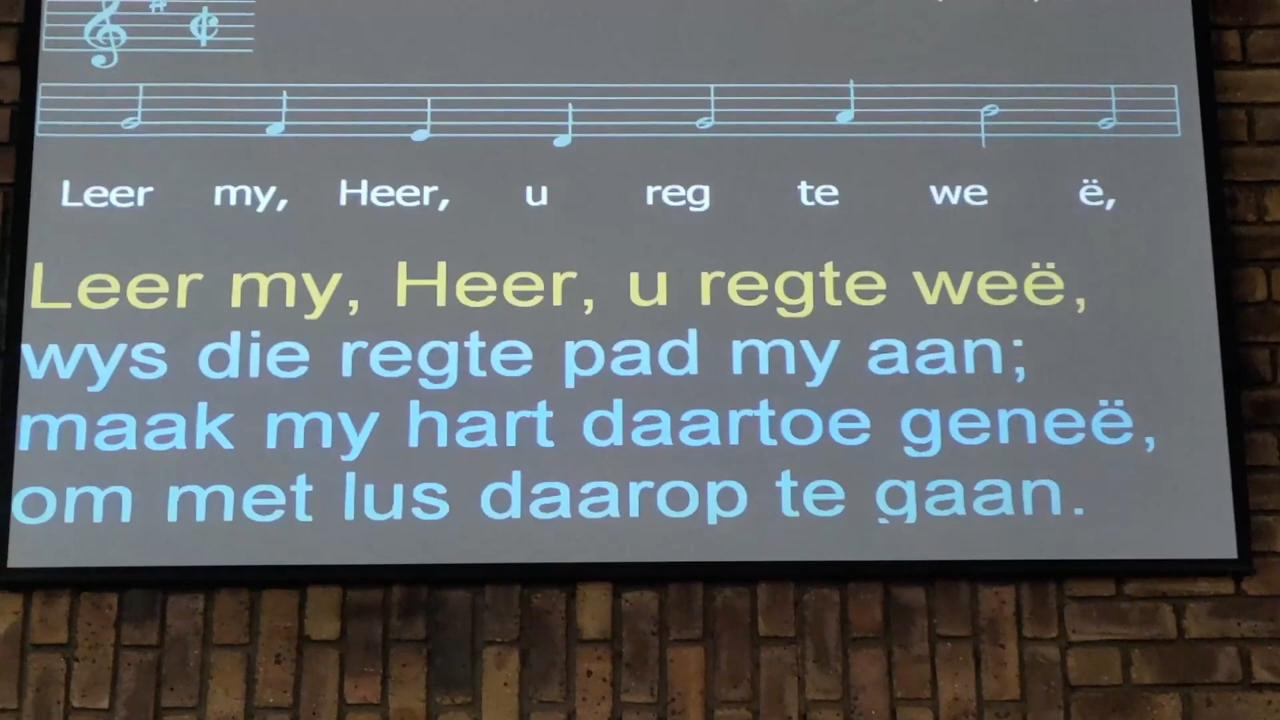 Leer my, Heer, u reg te we ë,
Leer my, Heer, u regte weë,
wys die regte pad my aan;
maak my hart daartoe geneë,
om met lus daarop te gaan.